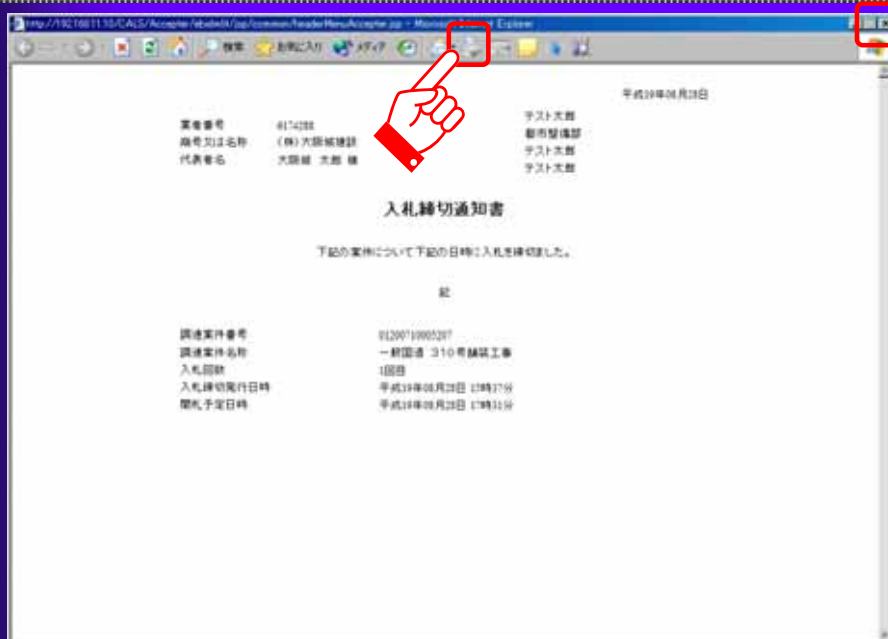 検索 お気に入り メディア
平成19年08月28日
業者番号 0174288
商号又は名称 (株)大阪城建設
代表者名 大阪城 太郎 様
テスト太郎
都市整備部
テスト太郎
テスト太郎
入札締切通知書
下記の案件について下記の日時に入札を締切ました。
記
調達案件番号
調達案件名称 一般国道 310号舗装工事
入札回数 1回目
入札締切発行日時 平成19年08月28日 17時37分
開札予定日時 平成19年08月28日 17時31分